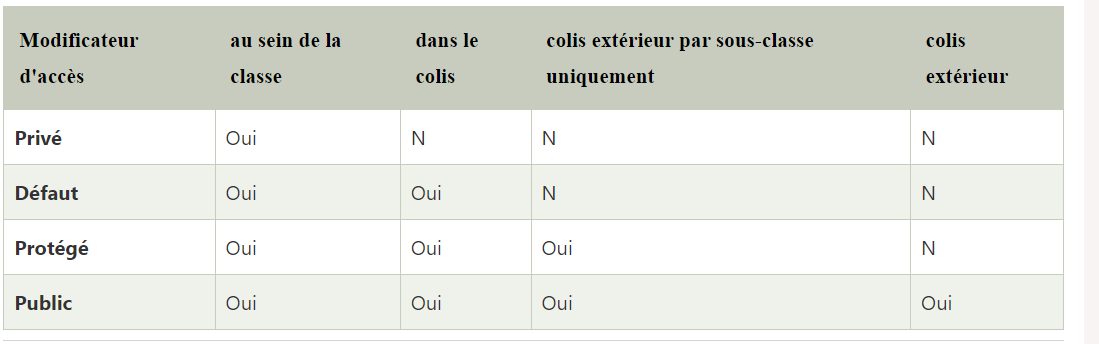 Modificateur d'accès au sein de la classe dans le colis colis extérieur par sous-classe uniquement colis extérieur
Privé Oui N N N
Défaut Oui Oui N N
Protégé Oui Oui Oui N
Public Oui Oui Oui Oui